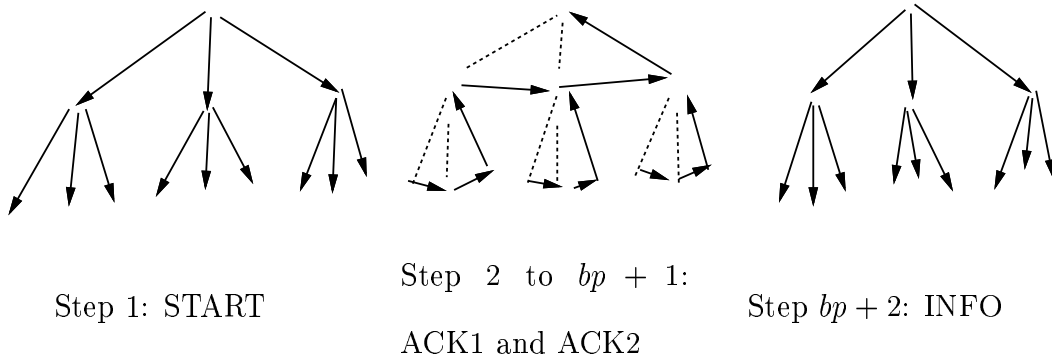 Step 1: START
Step 2 to bp + 1:
ACK1 and ACK2
Step bp + 2: INFO